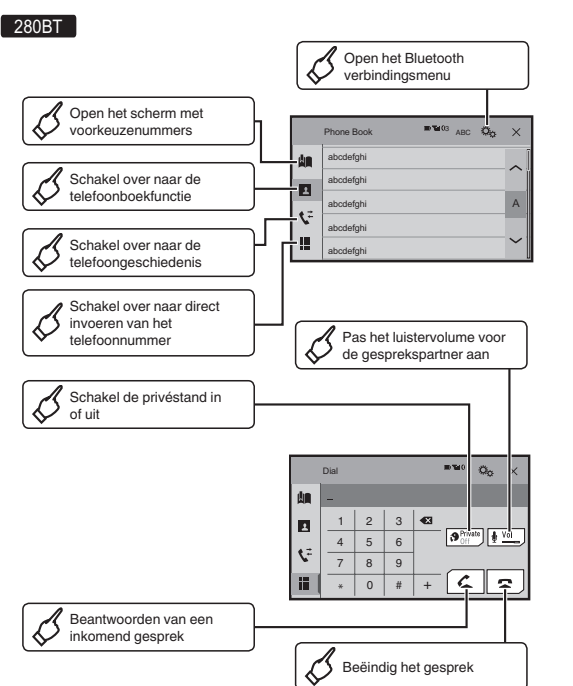 280BT
Open het Bluetooth
verbindingsmenu
Open het scherm met
voorkeuzenummers
Schakel over naar de
telefoonboekfunctie
Schakel over naar de
telefoongeschiedenis
Schakel over naar direct
invoeren van het
telefoonnummer
Phone Book
03 ABC
abcdefghi
abcdefghi
abcdefghi
A
abcdefghi
abcdefghi
Pas het luistervolume voor
de gesprekspartner aan
Schakel de privéstand in
of uit
Dial
1 2 3
4 5 6
7 8 9
* 0 # +
Private
Off
Vol
Beantwoorden van een
inkomend gesprek
Beëindig het gesprek